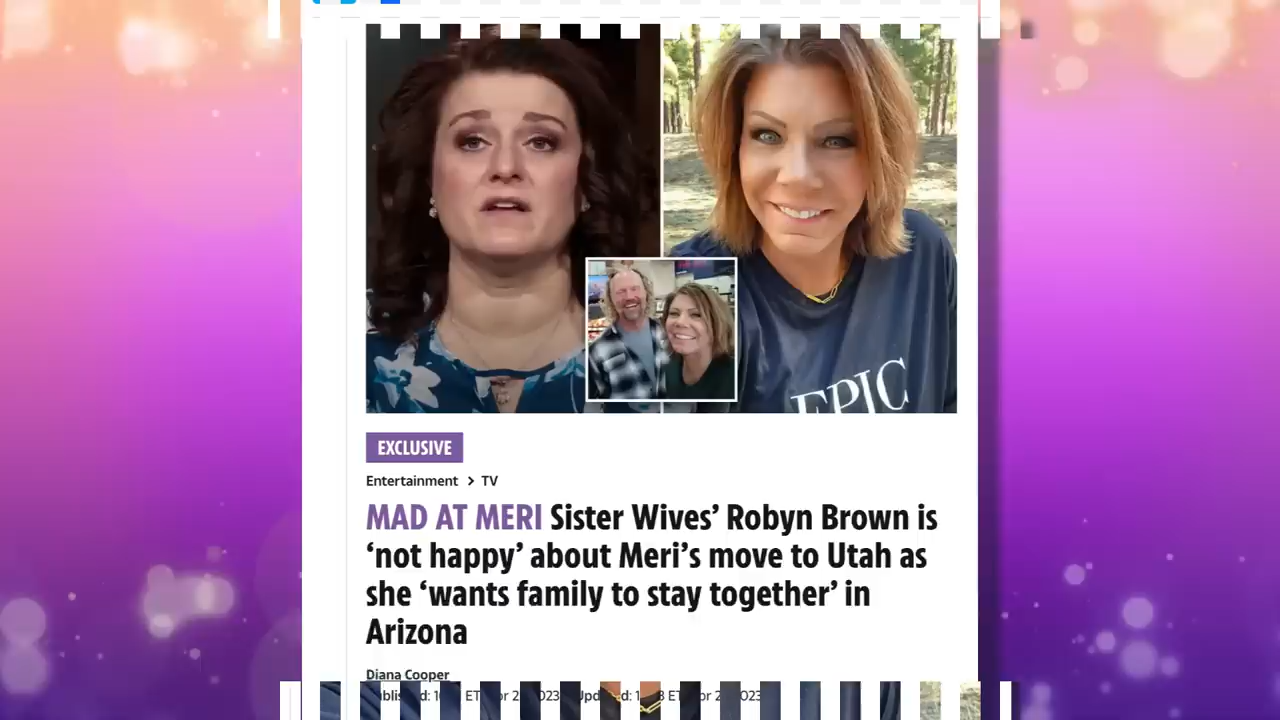 EPIC
EXCLUSIVE
Entertainment > TV
MAD AT MERI Sister Wives’ Robyn Brown is
‘not happy’ about Meri’s move to Utah as
she ‘wants family to stay together’ in
Arizona
Diana Cooper